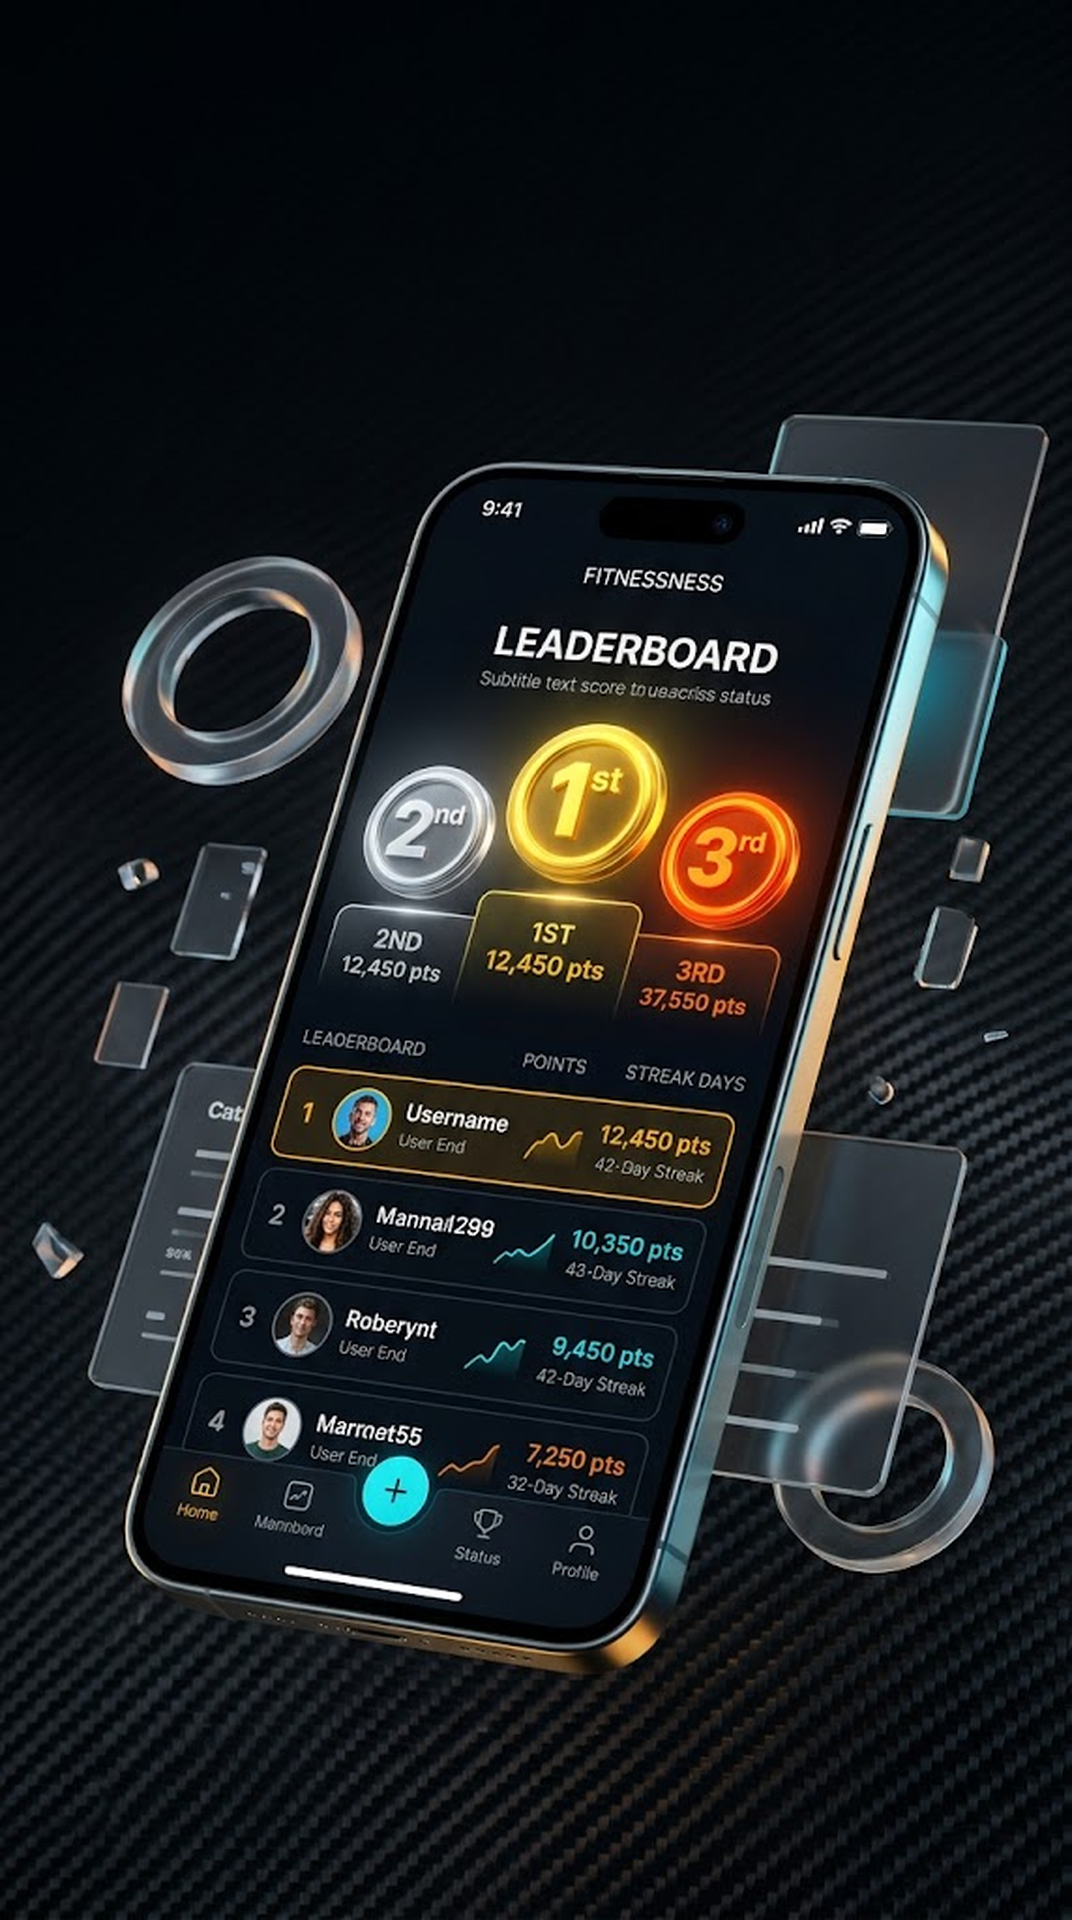 9:41
FITNESSNESS
LEADERBOARD
Subtitle text score status
1st
2nd
3rd
2ND
12,450 pts
1ST
12,450 pts
3RD
37,550 pts
LEAOERBOARD POINTS STREAK DAYS
1 Username 12,450 pts
User End 42-Day Streak
2 10,350 pts
User End 43-Day Streak
3 Roberynt 9,450 pts
User End 42-Day Streak
4 Marrnet55 7,250 pts
User End 32-Day Streak
+
Home
Status
Profile
Cat